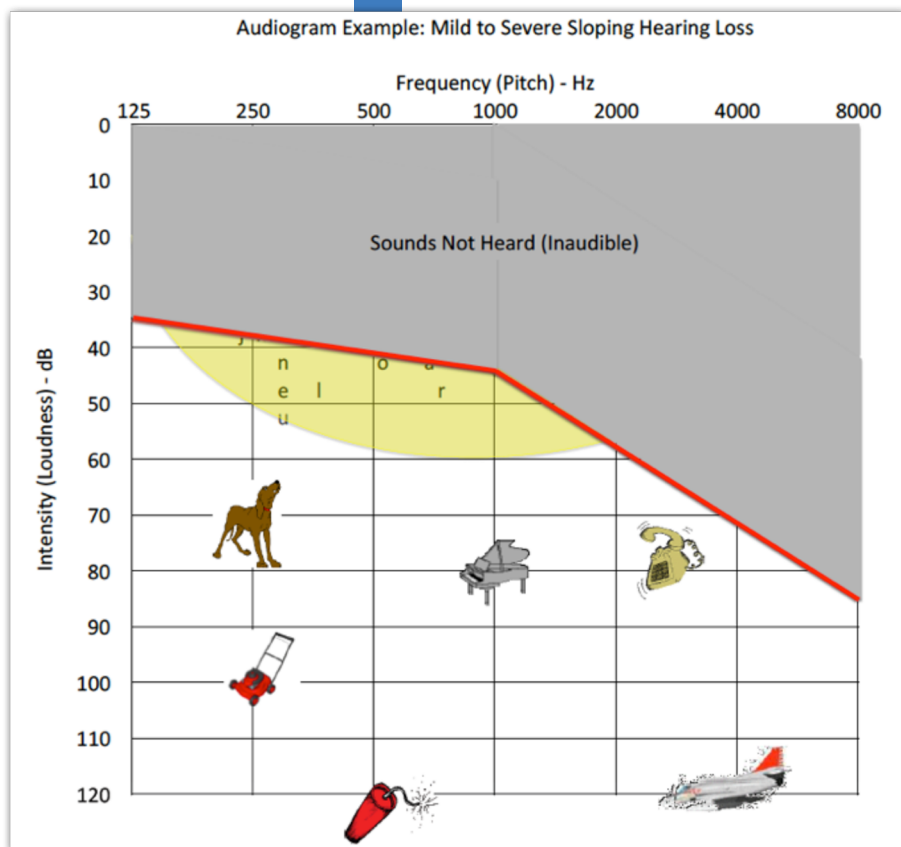 Audiogram Example: Mild to Severe Sloping Hearing Loss
Frequency (Pitch) - Hz
125 250 500 1000 2000 4000 8000
Intensity (Loudness) - dB
0
10
20
Sounds Not Heard (Inaudible)
30
40
n o
e l r
50
u
60
70
80
90
100
110
120